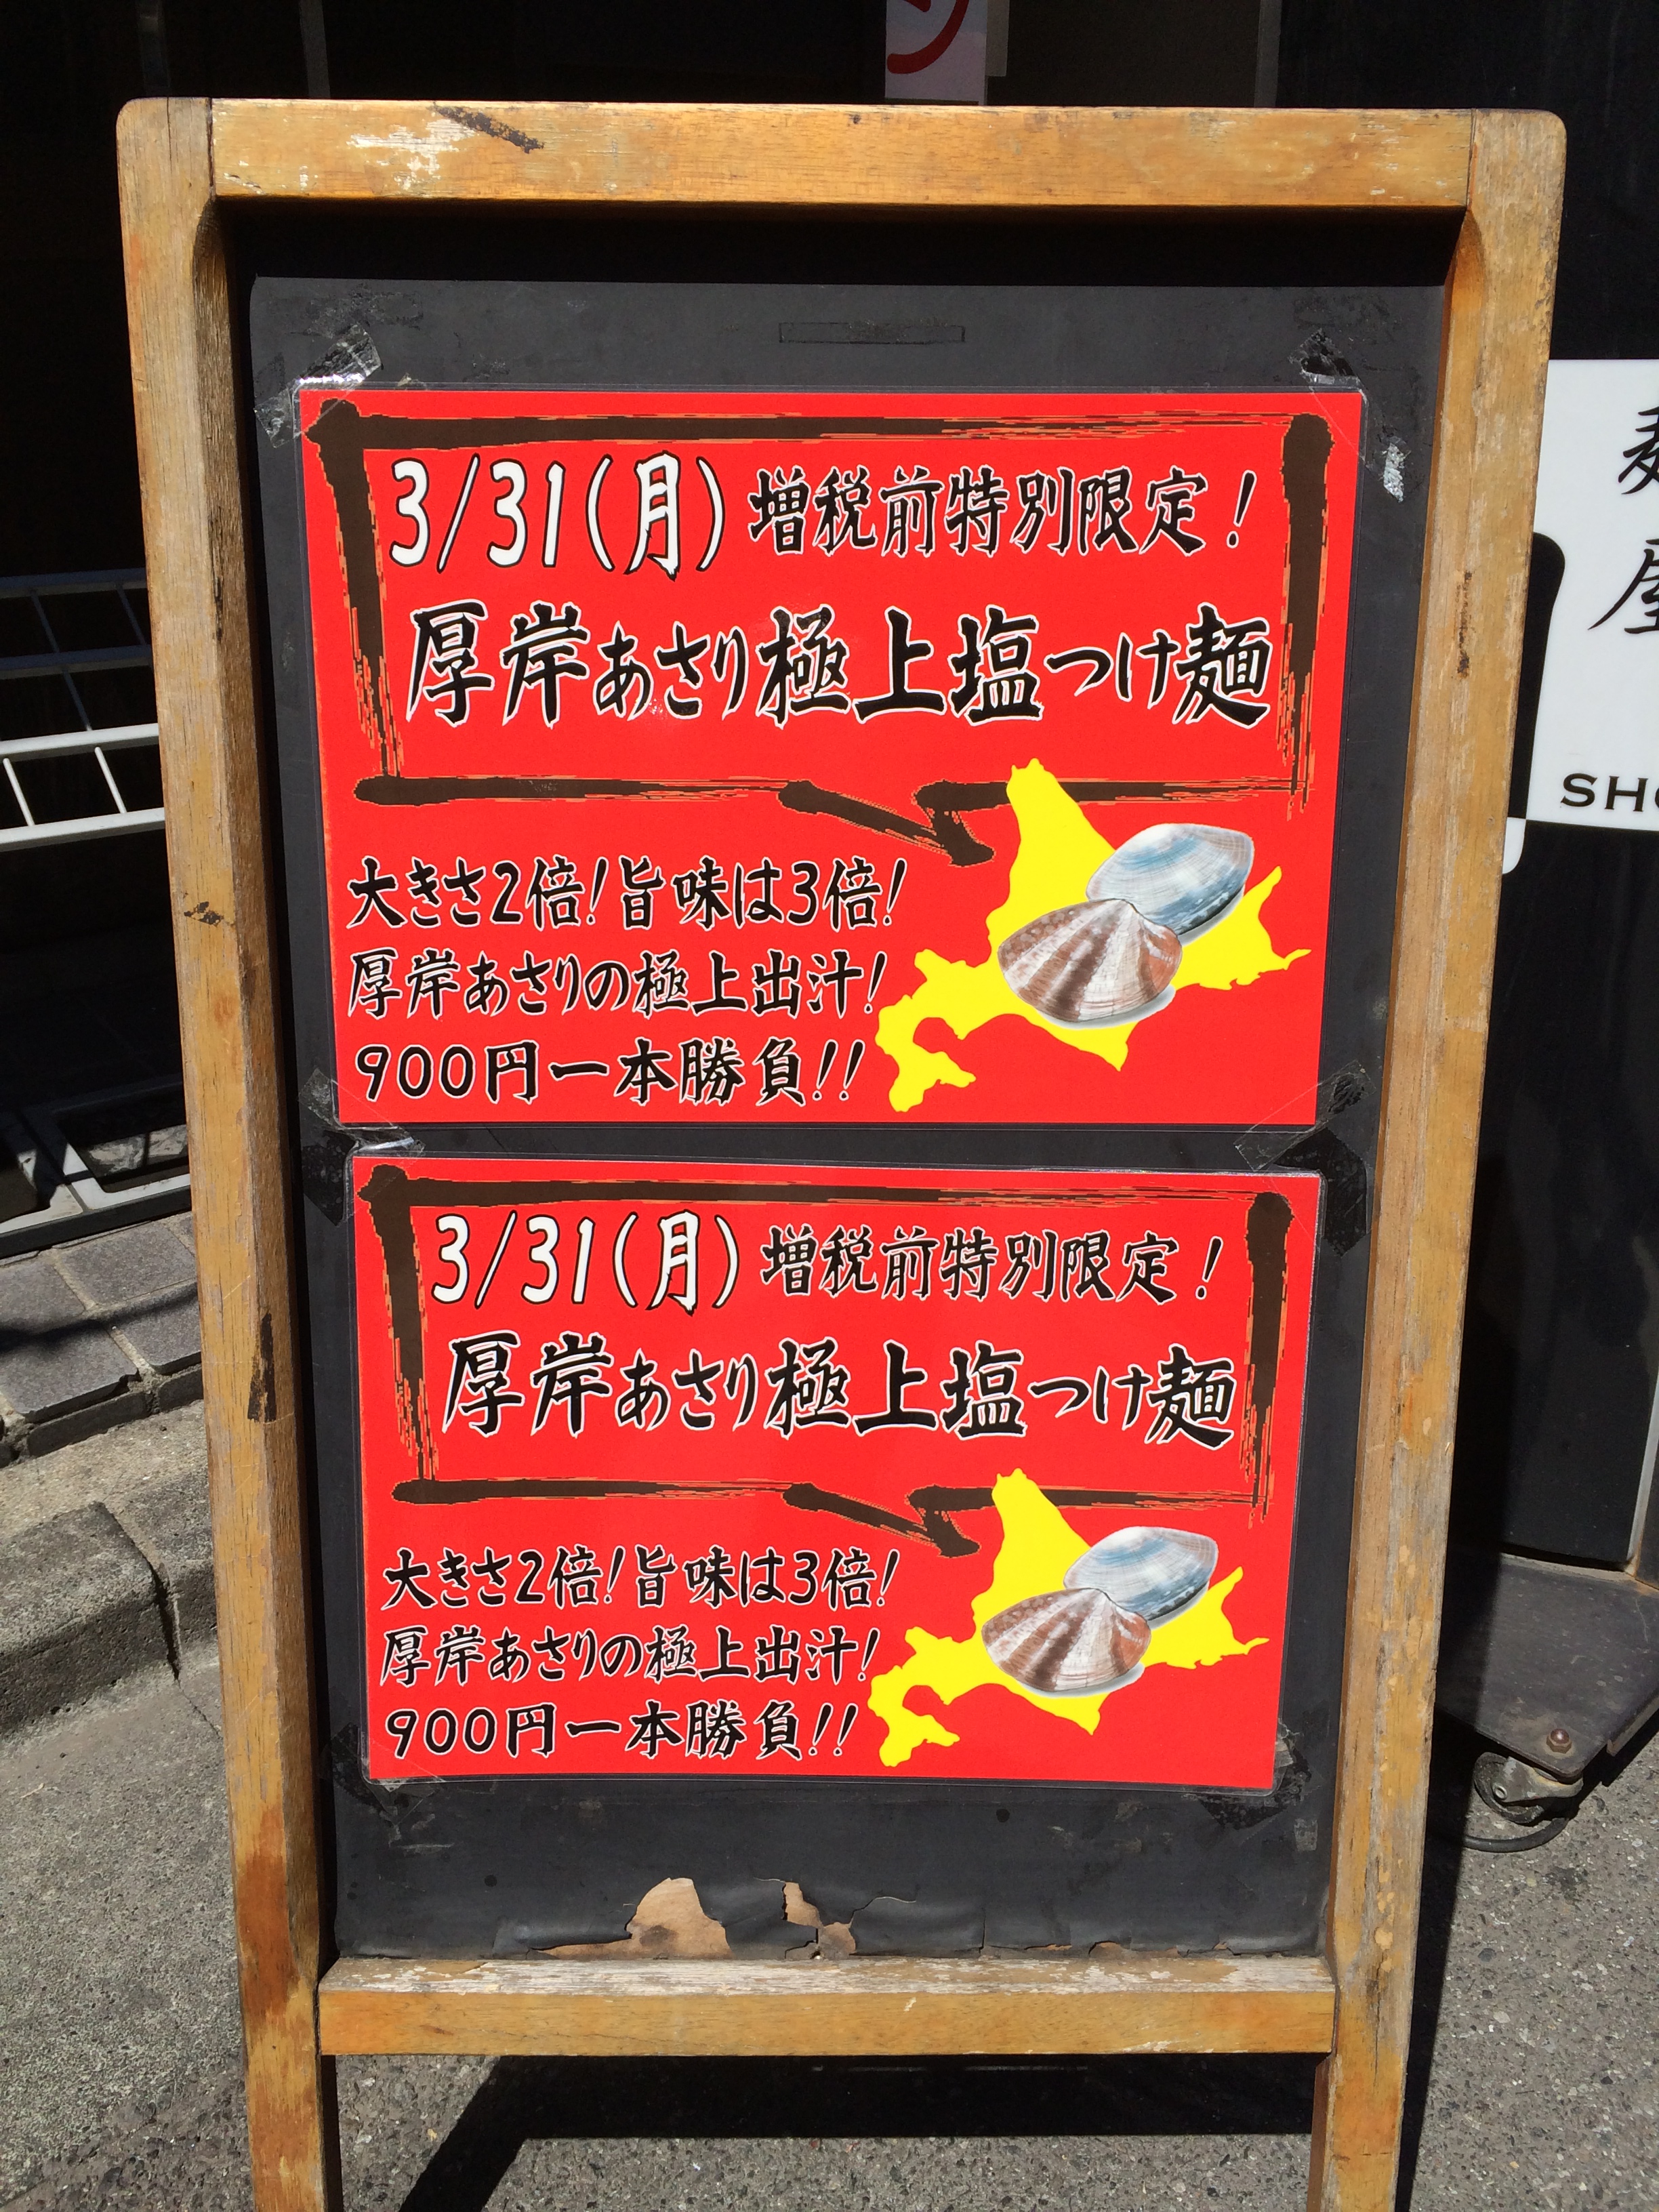 3/31(月) 増税前特別限定!
厚岸あさり極上塩つけ麺
大きさ2倍!旨味は3倍!
厚岸あさりの極上出汁!
900円一本勝負!!
3/31(月) 増税前特別限定!
厚岸あさり極上塩つけ麺
大きさ2倍!旨味は3倍!
厚岸あさりの極上出汁!
900円一本勝負!!
屋